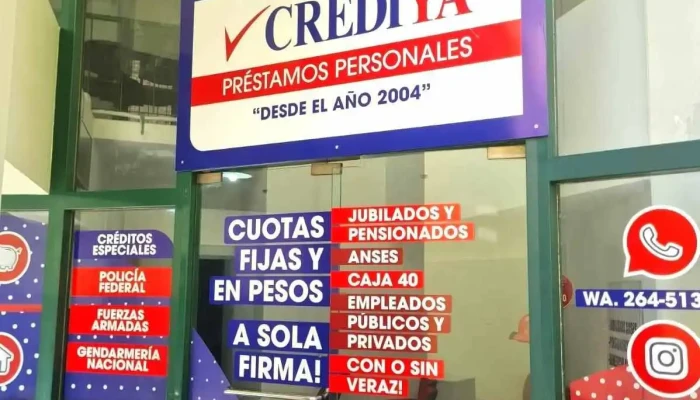 CREDIYA
PRÉSTAMOS PERSONALES
“DESDE EL AÑO 2004”
CRÉDITOS
ESPECIALES
POLICÍA
FEDERAL
FUERZAS
ARMADAS
GENDARMERÍA
NACIONAL
CUOTAS
FIJAS Y
EN PESOS
A SOLA
FIRMA!
JUBILADOS Y
PENSIONADOS
ANSES
CAJA 40
EMPLEADOS
PÚBLICOS Y
PRIVADOS
CON O SIN
VERAZ!
WA. 264-513